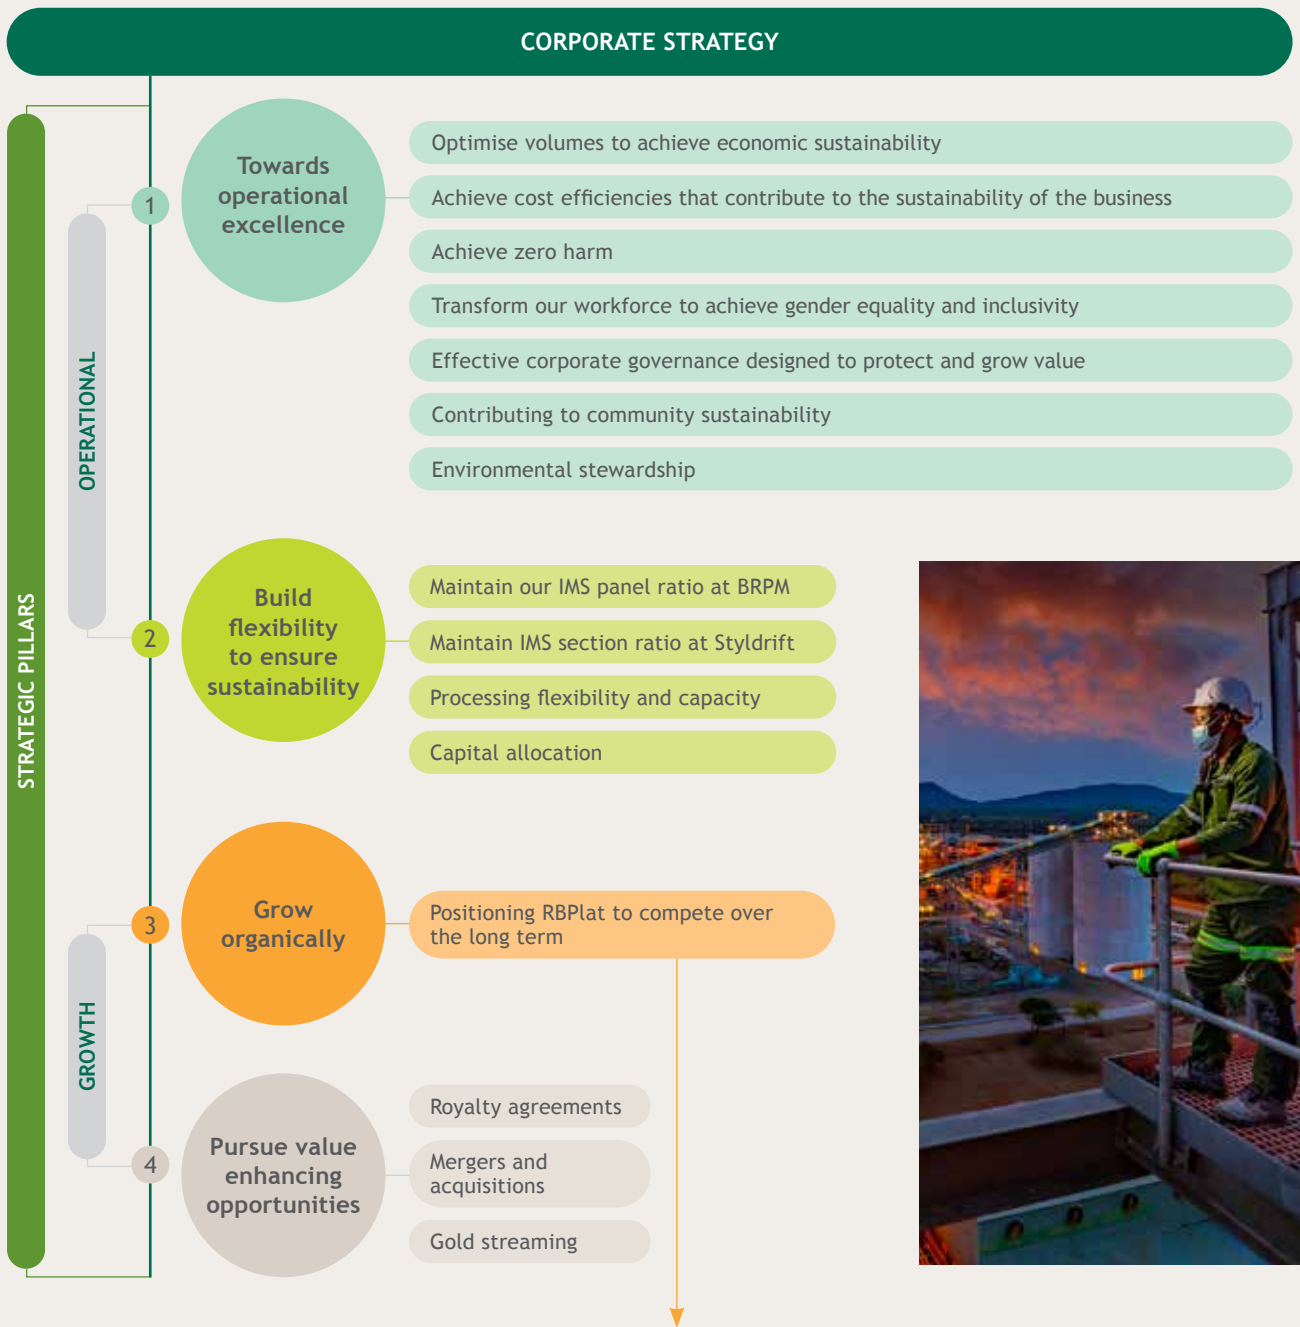 CORPORATE STRATEGY
STRATEGIC PILLARS
OPERATIONAL
1
Towards
operational
excellence
Optimise volumes to achieve economic sustainability
Achieve cost efficiencies that contribute to the sustainability of the business
Achieve zero harm
Transform our workforce to achieve gender equality and inclusivity
Effective corporate governance designed to protect and grow value
Contributing to community sustainability
Environmental stewardship
2
Build
flexibility
to ensure
sustainability
Maintain our IMS panel ratio at BRPM
Maintain IMS section ratio at Styldrift
Processing flexibility and capacity
Capital allocation
GROWTH
3
Grow
organically
Positioning RBPlat to compete over
the long term
4
Pursue value
enhancing
opportunities
Royalty agreements
Mergers and
acquisitions
Gold streaming